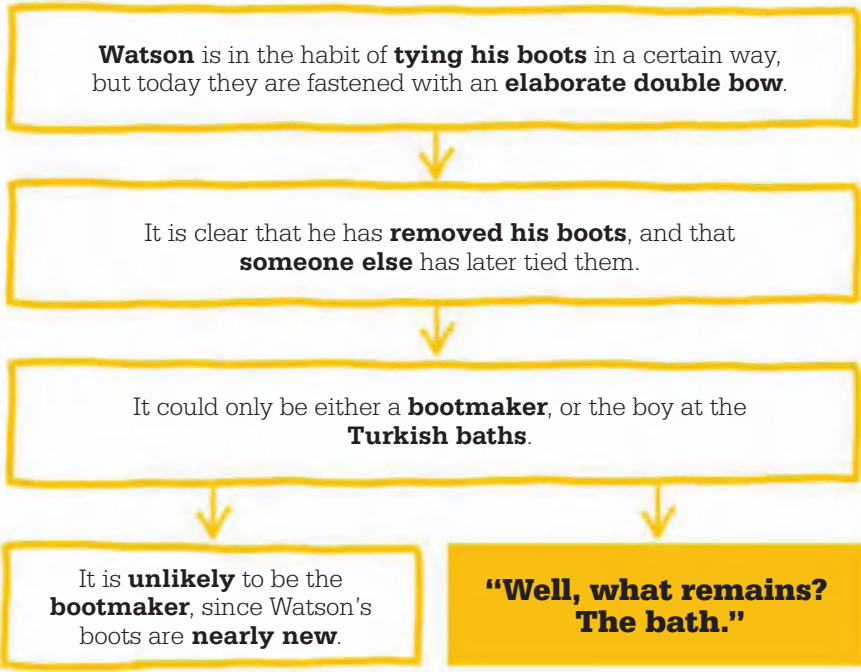 Watson is in the habit of tying his boots in a certain way,
but today they are fastened with an elaborate double bow.
It is clear that he has removed his boots, and that
someone else has later tied them.
It could only be either a bootmaker, or the boy at the
Turkish baths.
It is unlikely to be the
bootmaker, since Watson’s
boots are nearly new.
“Well, what remains?
The bath.”